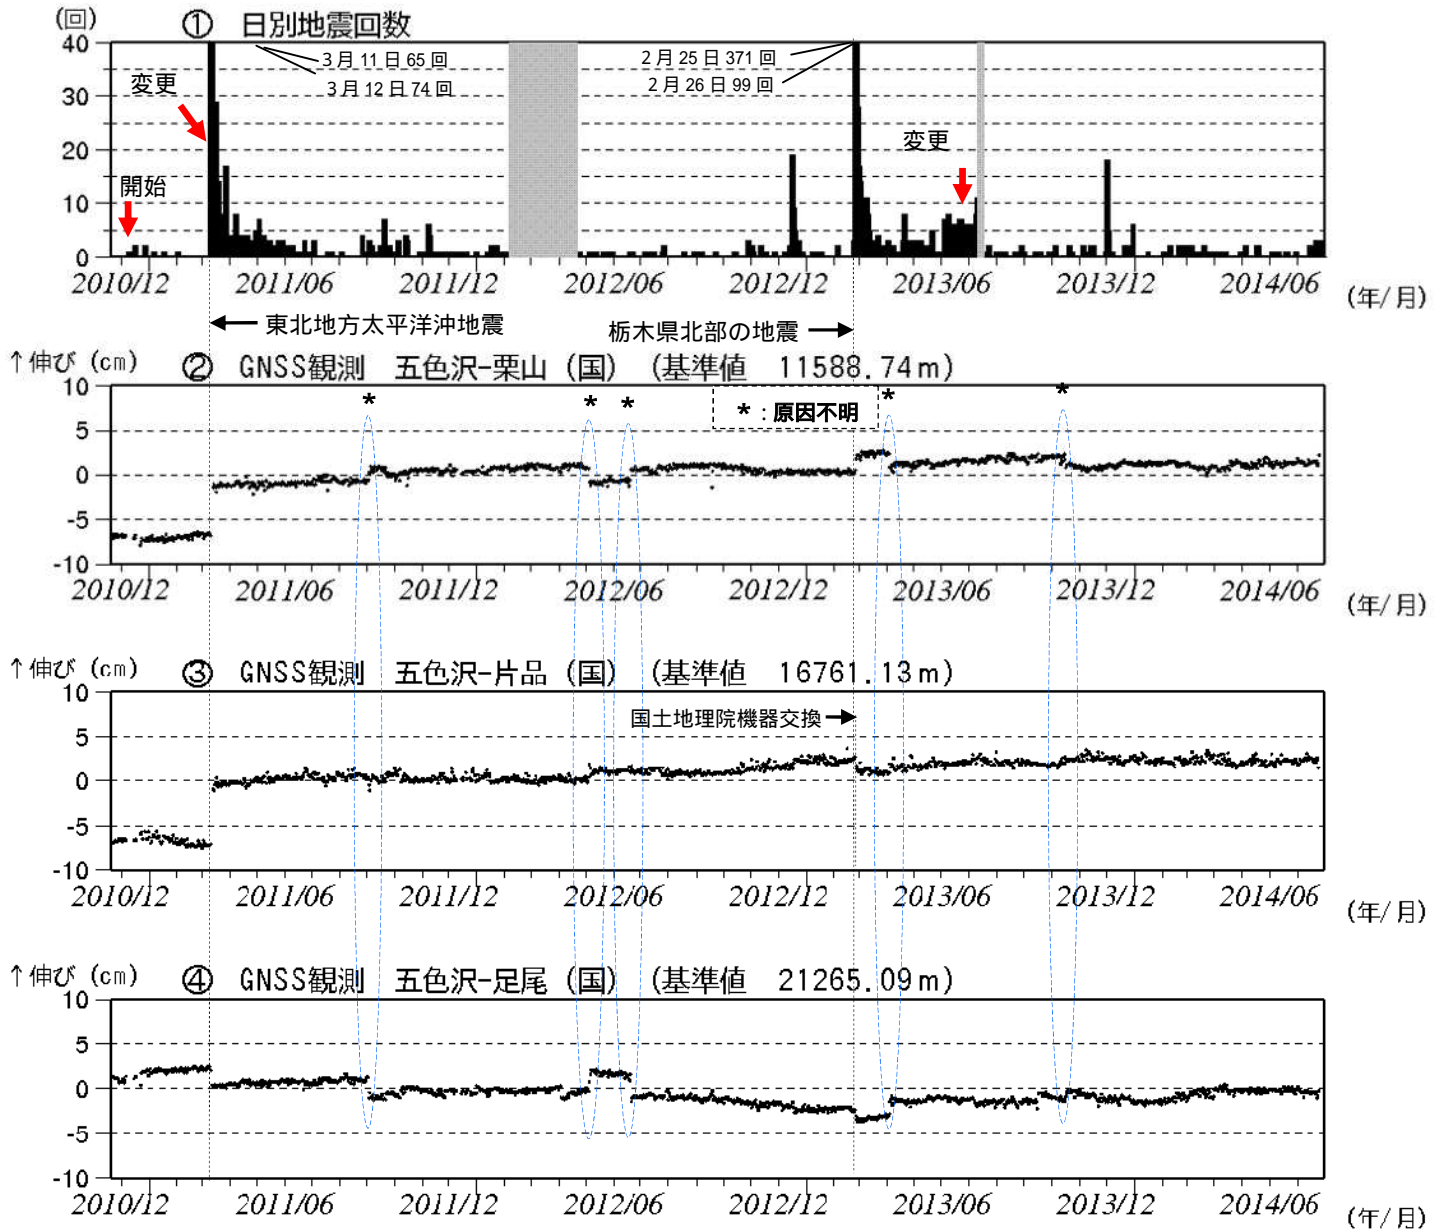 (回) ① 日別地震回数
40
3月11日65回
2月25日371回
変更
3月12日74回
2月26日99回
30
変更
20
開始
10
0
2010/12 2011/06 2011/12 2012/06 2012/12 2013/06 2013/12 2014/06 (年/月)
← 東北地方太平洋沖地震
栃木県北部の地震 →
↑伸び (cm) ② GNSS観測 五色沢-栗山 (国) (基準値 11588.74m)
10
* * * * *
* : 原因不明
5
0
-5
-10
2010/12 2011/06 2011/12 2012/06 2012/12 2013/06 2013/12 2014/06 (年/月)
↑伸び (cm) ③ GNSS観測 五色沢-片品 (国) (基準値 16761.13m)
10
国土地理院機器交換 →
5
0
-5
-10
2010/12 2011/06 2011/12 2012/06 2012/12 2013/06 2013/12 2014/06 (年/月)
↑伸び (cm) ④ GNSS観測 五色沢-足尾 (国) (基準値 21265.09m)
10
5
0
-5
-10
2010/12 2011/06 2011/12 2012/06 2012/12 2013/06 2013/12 2014/06 (年/月)